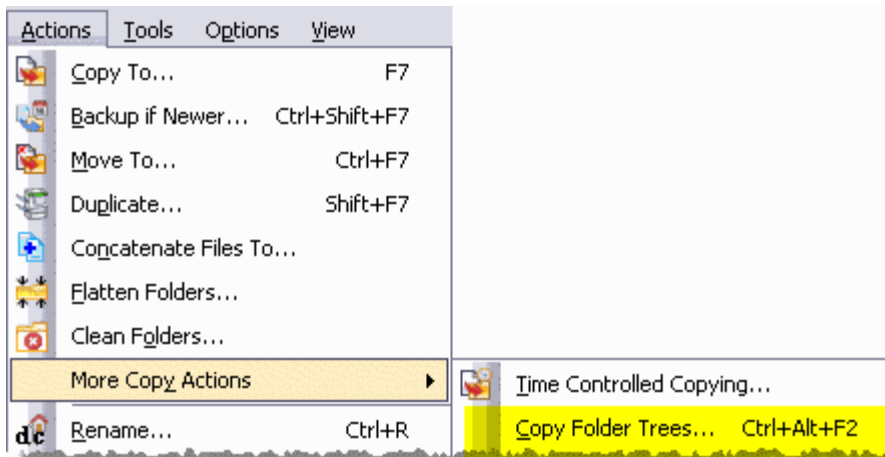 Actions Tools Options View
Copy To... F7
Backup if Newer... Ctrl+Shift+F7
Move To... Ctrl+F7
Duplicate... Shift+F7
Concatenate Files To...
Flatten Folders...
Clean Folders...
More Copy Actions
Time Controlled Copying...
Rename... Ctrl+R
Copy Folder Trees... Ctrl+Alt+F2